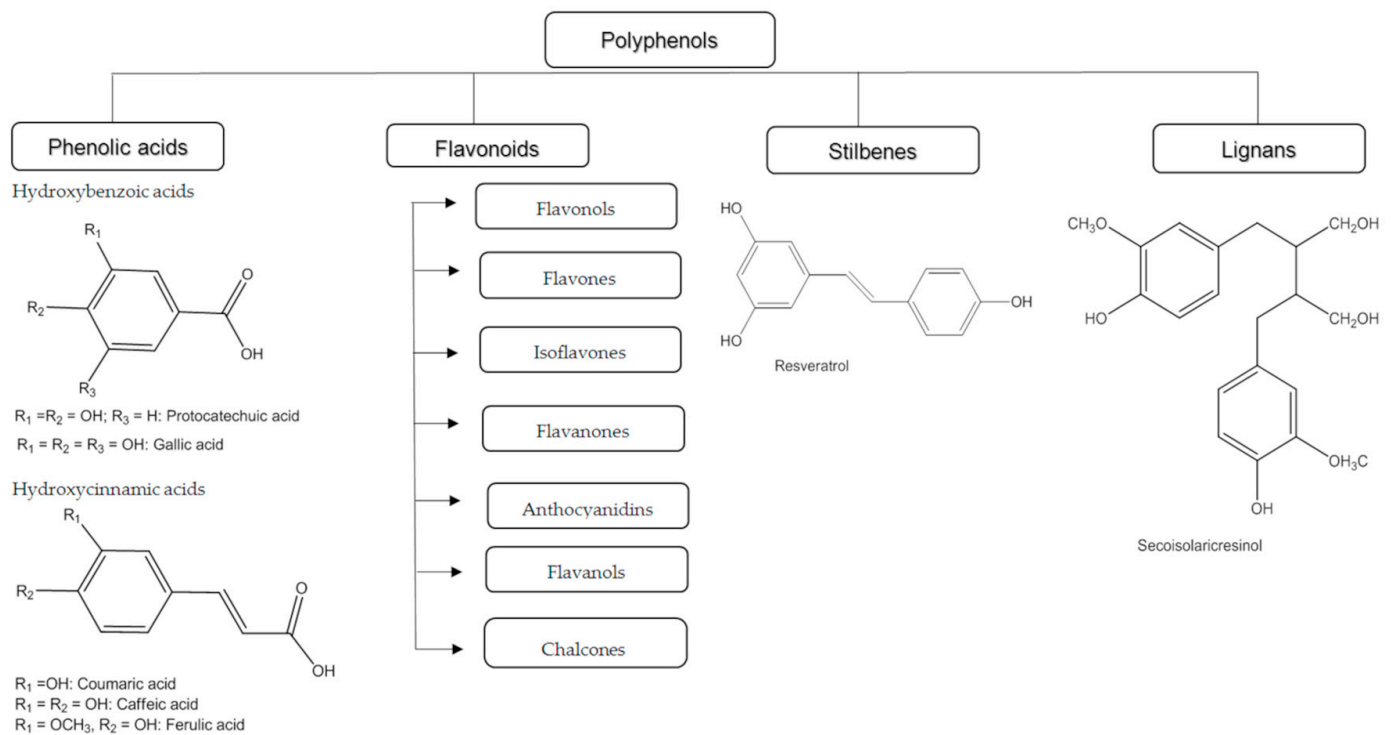 Polyphenols
Phenolic acids
Flavonoids
Stilbenes
Lignans
Hydroxybenzoic acids
R₁
R₂
R₃
O
OH
R₁ =R₂ = OH; R₃ = H: Protocatechuic acid
R₁ = R₂ = R₃ = OH: Gallic acid
Hydroxycinnamic acids
R₁
R₂
O
OH
R₁ =OH: Coumaric acid
R₁ = R₂ = OH: Caffeic acid
R₁ = OCH₃, R₂ = OH: Ferulic acid
Flavonols
Flavones
Isoflavones
Flavanones
Anthocyanidins
Flavanols
Chalcones
HO
OH
HO
Resveratrol
CH₃O
CH₂OH
HO
CH₂OH
OH₃C
OH
Secoisolaricresinol